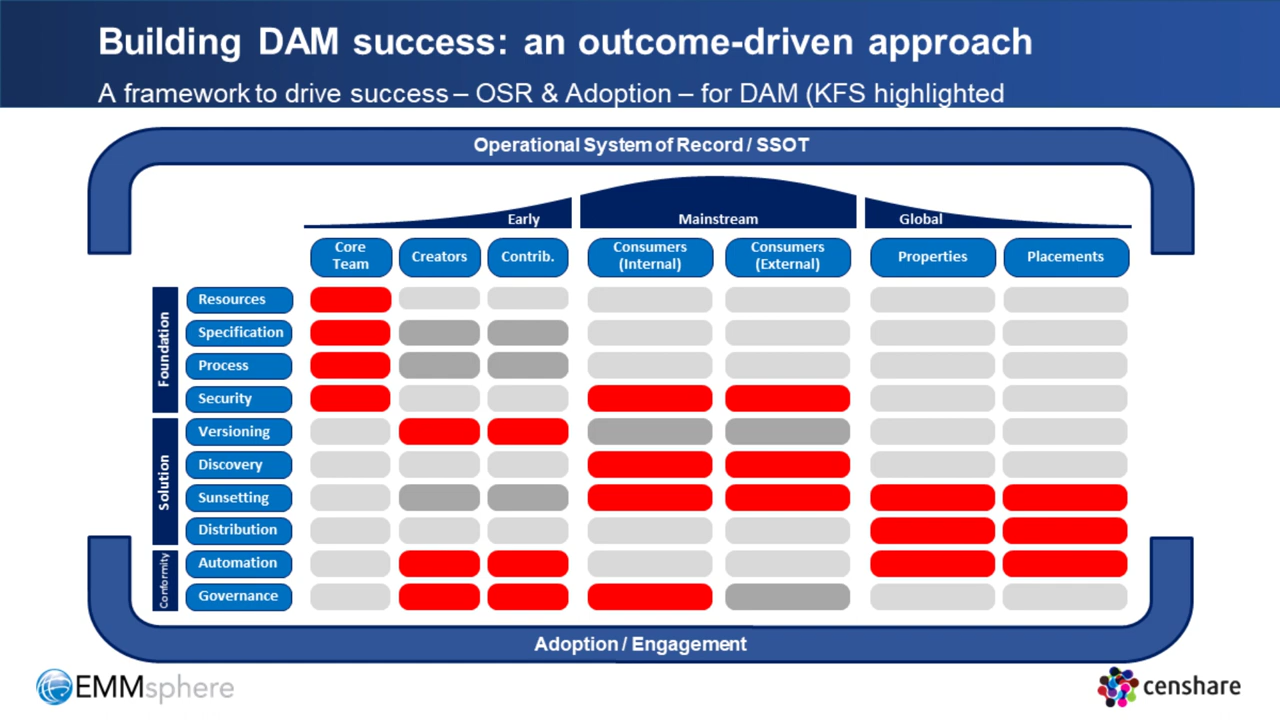 Building DAM success: an outcome-driven approach
A framework to drive success – OSR & Adoption – for DAM (KFS highlighted
Operational System of Record / SSOT
Early
Mainstream
Global
Core
Team
Creators
Contrib.
Consumers
(Internal)
Consumers
(External)
Properties
Placements
Foundation
Resources
Specification
Process
Security
Solution
Versioning
Discovery
Sunsetting
Distribution
Conformity
Automation
Governance
Adoption / Engagement
EMMsphere
censhare